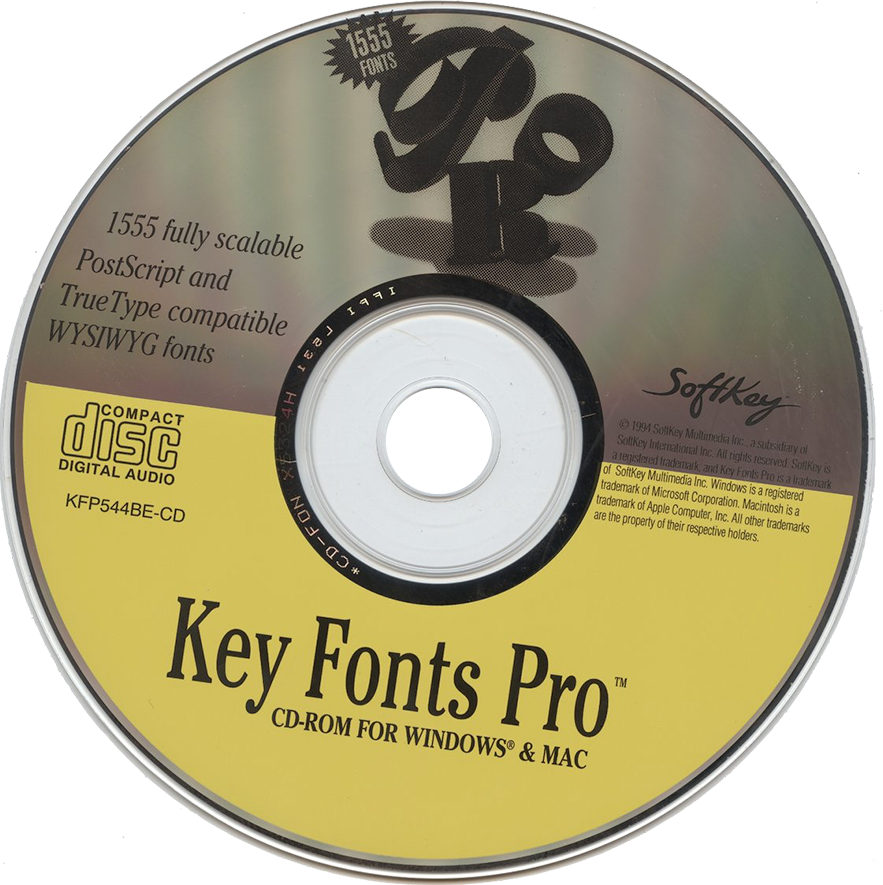 1555
FONTS
1555 fully scalable
PostScript and
TrueType compatible
WYSIWYG fonts
SoftKey
© 1994 SoftKey Multimedia Inc., a subsidiary of
SoftKey International Inc. All rights reserved. SoftKey is
a registered trademark, and Key Fonts Pro is a trademark
of SoftKey Multimedia Inc. Windows is a registered
trademark of Microsoft Corporation. Macintosh is a
trademark of Apple Computer, Inc. All other trademarks
are the property of their respective holders.
COMPACT
disc
DIGITAL AUDIO
KFP544BE-CD
IFPI L631
Key Fonts Pro™
CD-ROM FOR WINDOWS® & MAC